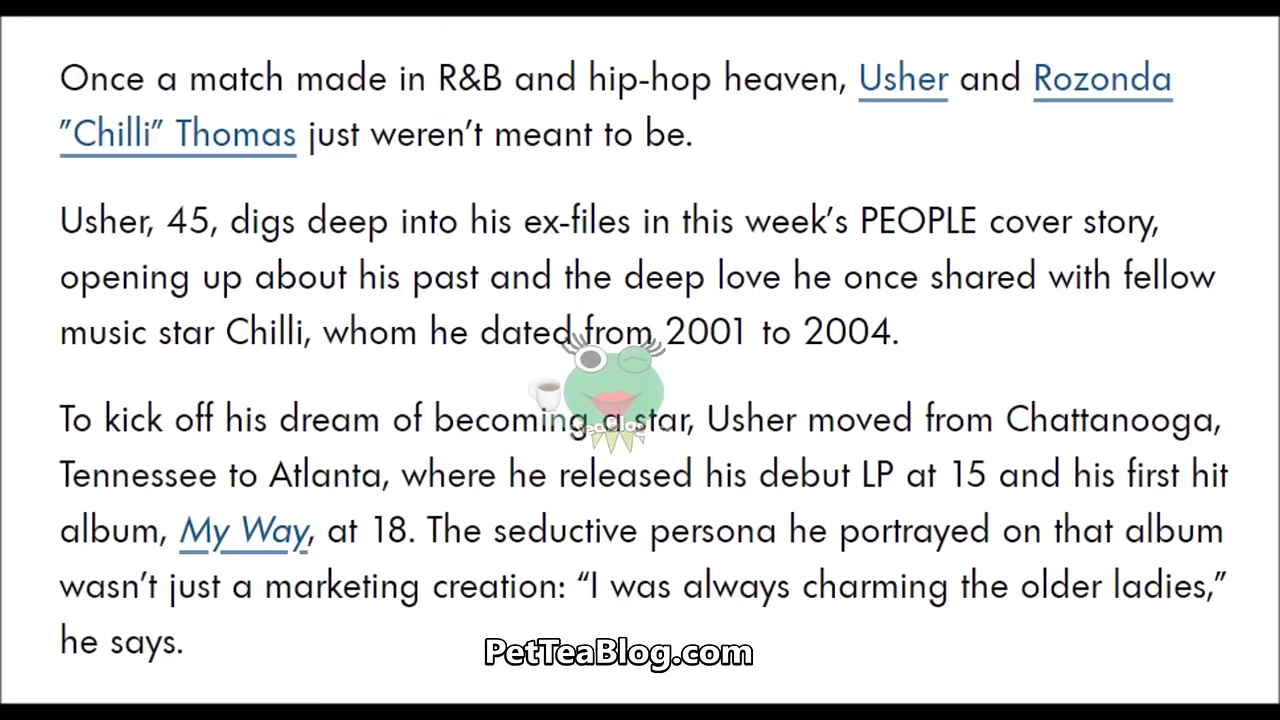 Once a match made in R&B and hip-hop heaven, Usher and Rozonda
"Chilli" Thomas just weren't meant to be.
Usher, 45, digs deep into his ex-files in this week's PEOPLE cover story,
opening up about his past and the deep love he once shared with fellow
music star Chilli, whom he dated from 2001 to 2004.
To kick off his dream of becoming a star, Usher moved from Chattanooga,
TeaBlog
Tennessee to Atlanta, where he released his debut LP at 15 and his first hit
album, My Way, at 18. The seductive persona he portrayed on that album
wasn't just a marketing creation: “I was always charming the older ladies,”
he says.
PetTeaBlog.com